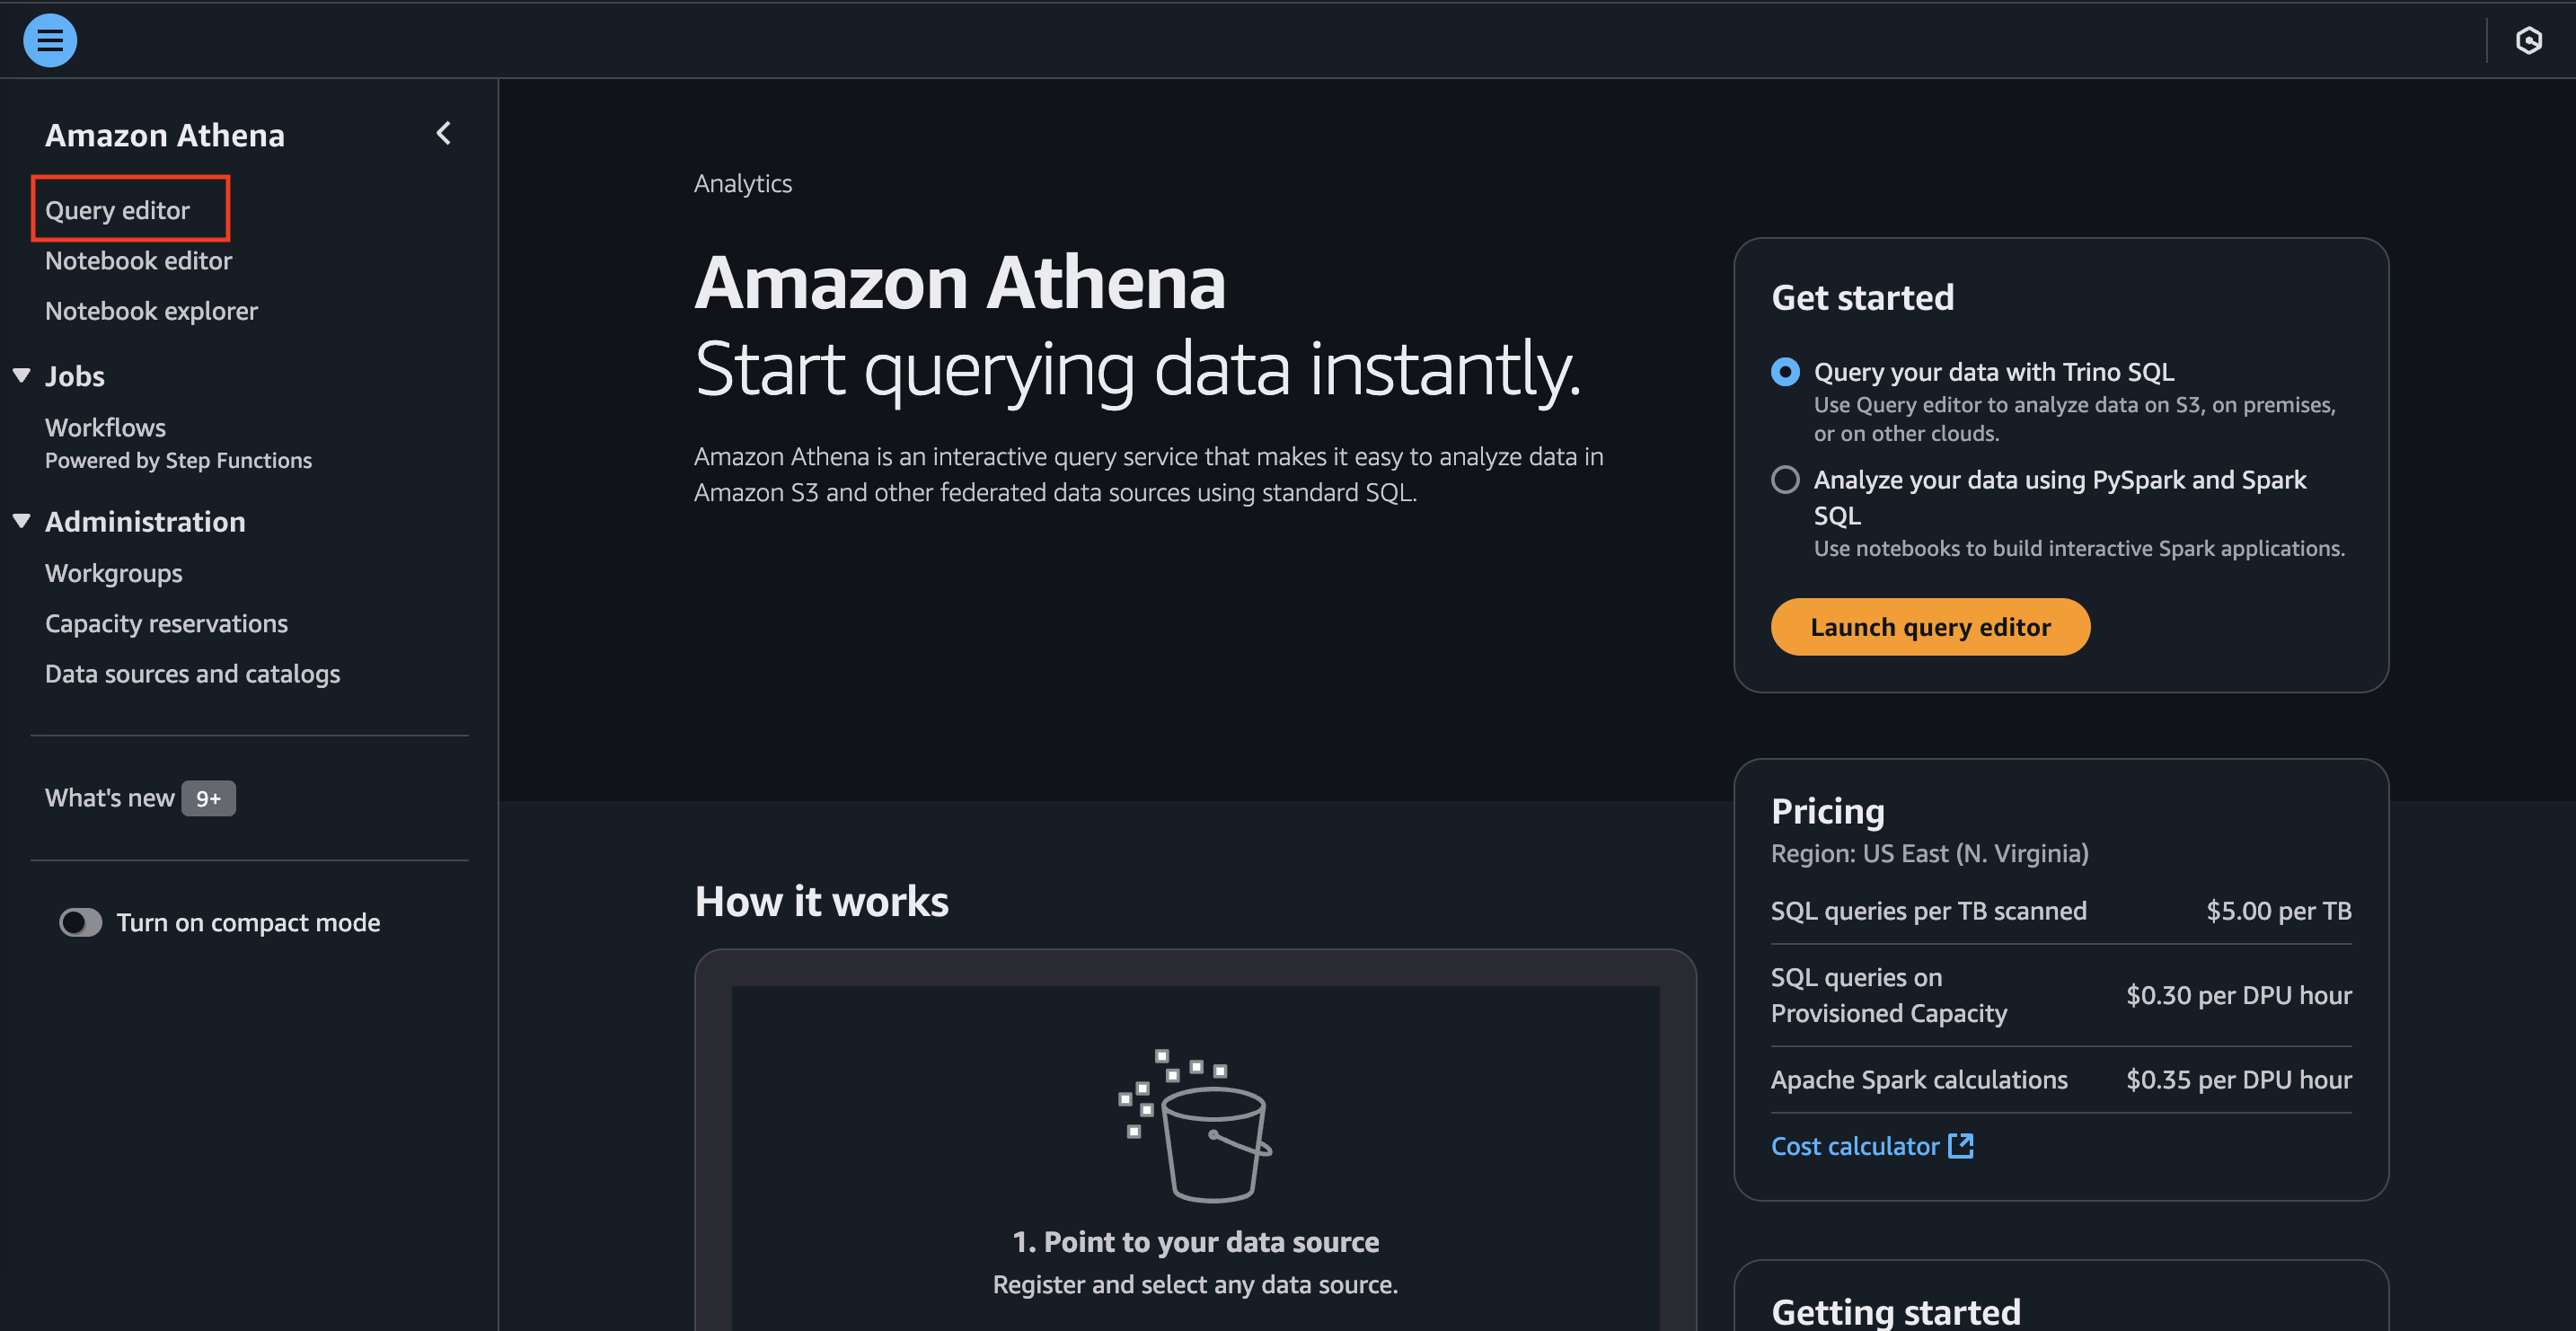 Amazon Athena
Query editor
Notebook editor
Notebook explorer
Jobs
Workflows
Powered by Step Functions
Administration
Workgroups
Capacity reservations
Data sources and catalogs
What's new 9+
Turn on compact mode
Analytics
Amazon Athena
Start querying data instantly.
Amazon Athena is an interactive query service that makes it easy to analyze data in
Amazon S3 and other federated data sources using standard SQL.
Get started
Query your data with Trino SQL
Use Query editor to analyze data on S3, on premises,
or on other clouds.
Analyze your data using PySpark and Spark
SQL
Use notebooks to build interactive Spark applications.
Launch query editor
How it works
1. Point to your data source
Register and select any data source.
Pricing
Region: US East (N. Virginia)
SQL queries per TB scanned $5.00 per TB
SQL queries on
Provisioned Capacity $0.30 per DPU hour
Apache Spark calculations $0.35 per DPU hour
Cost calculator
Getting started